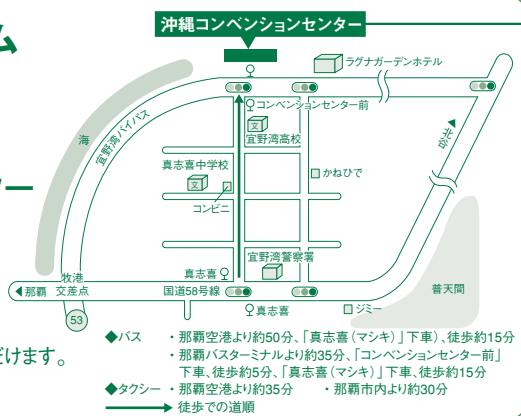 ム
沖縄コンベンションセンター
ラグナガーデンホテル
コンベンションセンター前
文
宜野湾高校
海
宜野湾バイパス
北谷
真志喜中学校
文
かねひで
コンビニ
ター
宜野湾警察署
真志喜
普天間
牧港
交差点
那覇
国道58号線
真志喜
ジミー
53
◆バス ・那覇空港より約50分、「真志喜(マシキ)」下車)、徒歩約15分
・那覇バスターミナルより約35分、「コンベンションセンター前」
下車、徒歩約5分、「真志喜(マシキ)」下車、徒歩約15分
だけます。
◆タクシー ・那覇空港より約35分 ・那覇市内より約30分
徒歩での道順